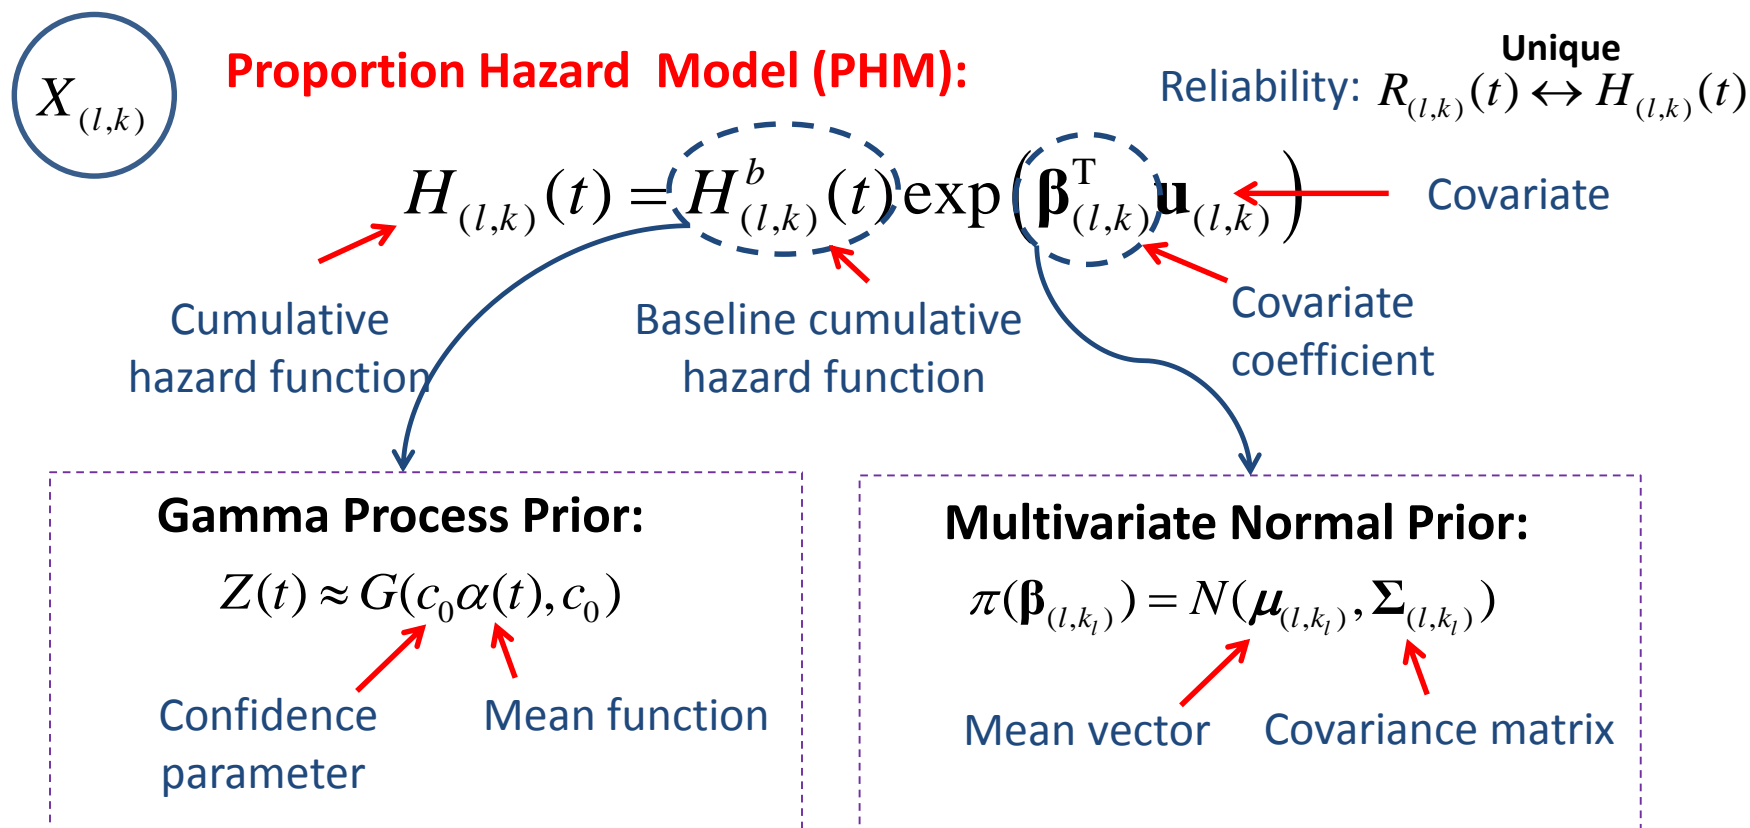 X_(l,k)
Proportion Hazard Model (PHM):
Unique
Reliability: R_(l,k)(t) ↔ H_(l,k)(t)
H_(l,k)(t) = H^b_(l,k)(t) exp(β^T_(l,k) u_(l,k))
Covariate
Cumulative
hazard function
Baseline cumulative
hazard function
Covariate
coefficient
Gamma Process Prior:
Z(t) ≈ G(c_0 α(t), c_0)
Confidence
parameter
Mean function
Multivariate Normal Prior:
π(β_(l,k_l)) = N(μ_(l,k_l), Σ_(l,k_l))
Mean vector
Covariance matrix